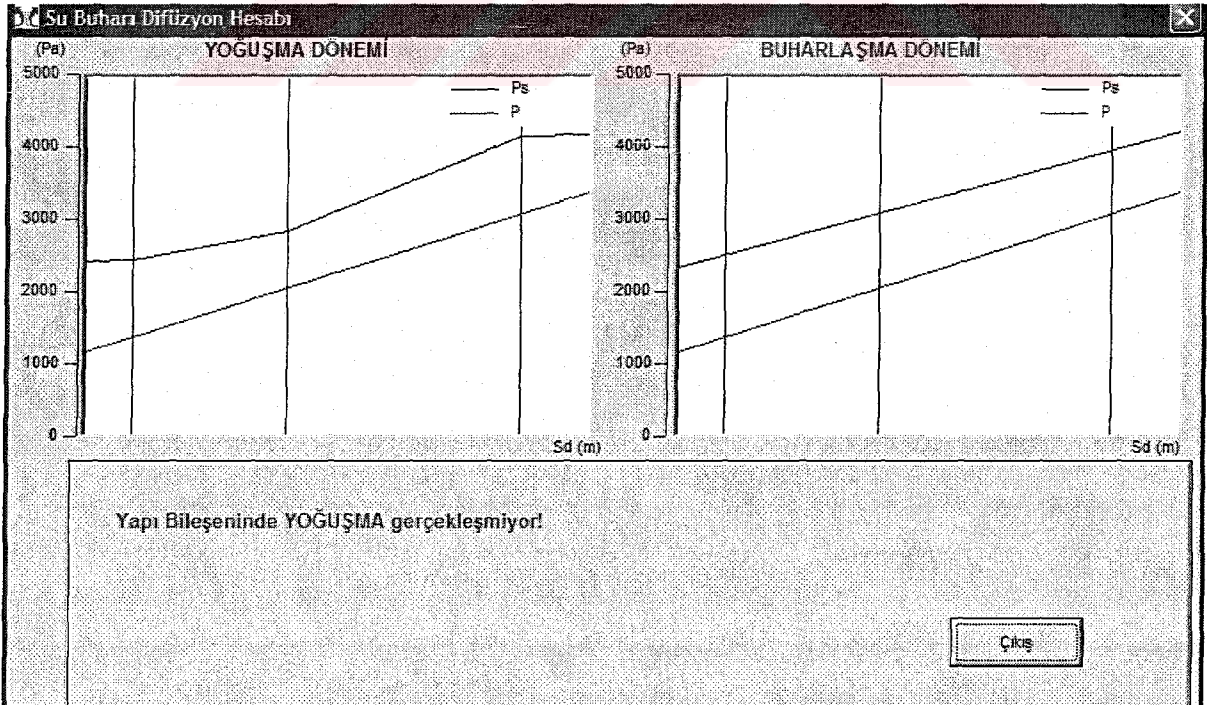 Su Buharı Difüzyon Hesabı
(Pa) YOĞUŞMA DÖNEMİ
5000
4000
3000
2000
1000
0
Ps
P
Sd (m)
(Pa) BUHARLAŞMA DÖNEMİ
5000
4000
3000
2000
1000
0
Ps
P
Sd (m)
Yapı Bileşeninde YOĞUŞMA gerçekleşmiyor!
Çıkış